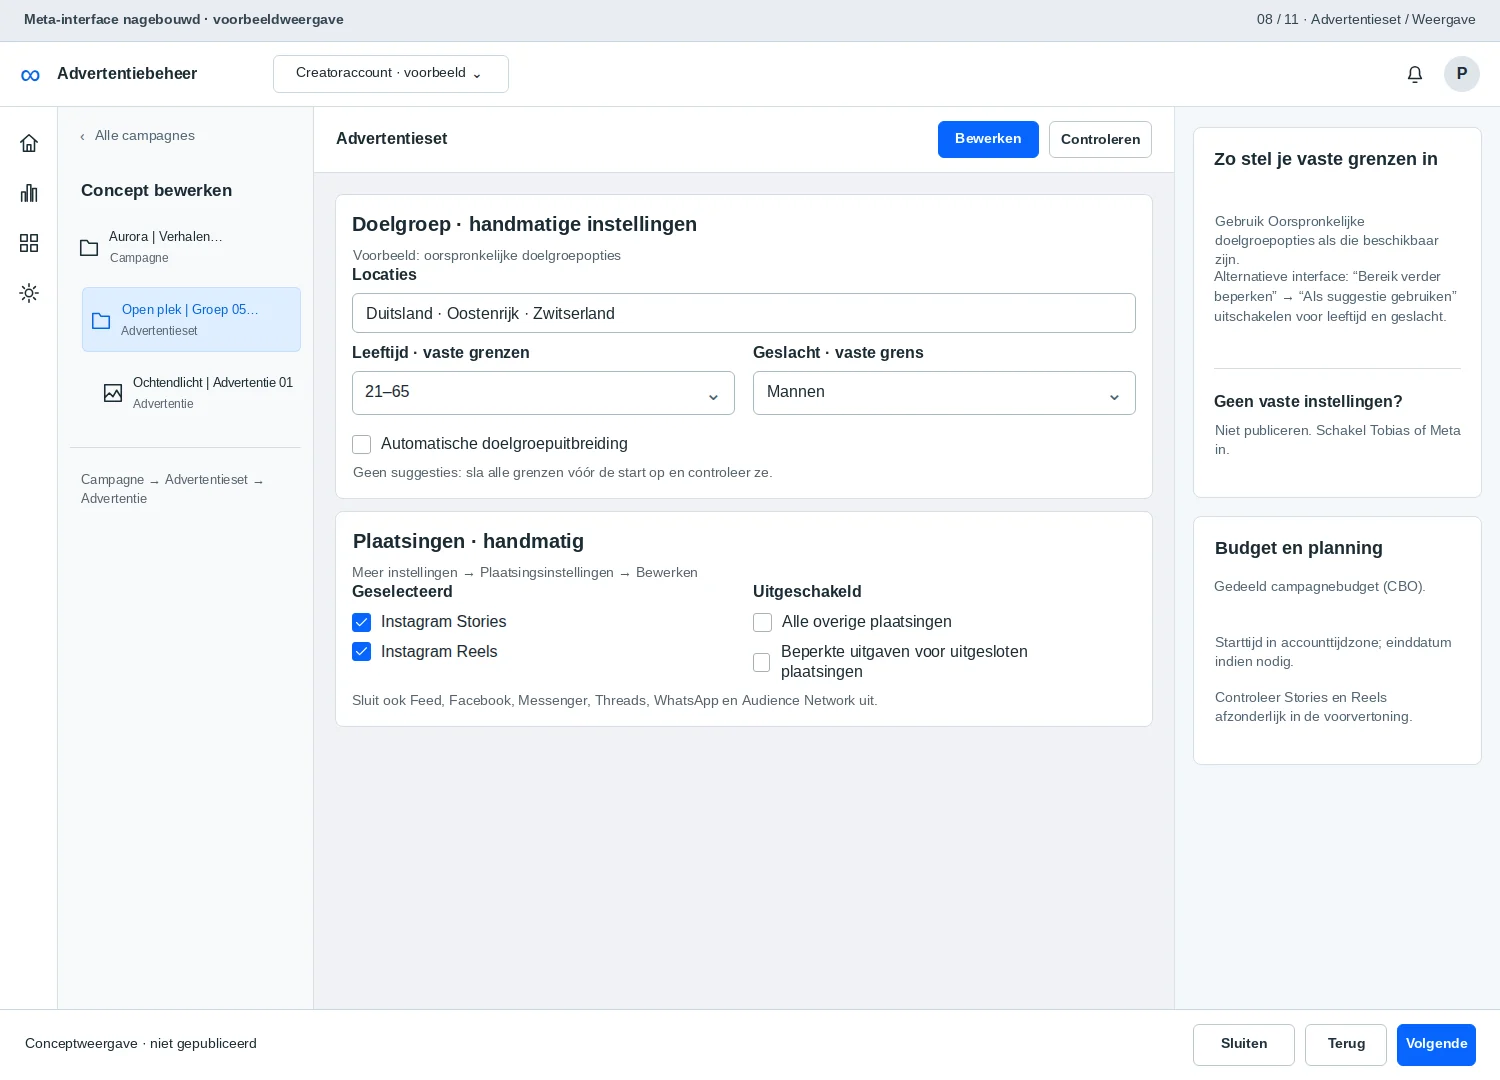 Meta-interface nagebouwd · voorbeeldweergave
08 / 11 · Advertentieset / Weergave
Advertentiebeheer
Creatoraccount · voorbeeld
P
‹ Alle campagnes
Concept bewerken
Aurora | Verhalen…
Campagne
Open plek | Groep 05…
Advertentieset
Ochtendlicht | Advertentie 01
Advertentie
Campagne → Advertentieset →
Advertentie
Advertentieset
Bewerken
Controleren
Doelgroep · handmatige instellingen
Voorbeeld: oorspronkelijke doelgroepopties
Locaties
Duitsland · Oostenrijk · Zwitserland
Leeftijd · vaste grenzen
Geslacht · vaste grens
21–65
Mannen
Automatische doelgroepuitbreiding
Geen suggesties: sla alle grenzen vóór de start op en controleer ze.
Plaatsingen · handmatig
Meer instellingen → Plaatsingsinstellingen → Bewerken
Geselecteerd
Uitgeschakeld
Instagram Stories
Alle overige plaatsingen
Instagram Reels
Beperkte uitgaven voor uitgesloten
plaatsingen
Sluit ook Feed, Facebook, Messenger, Threads, WhatsApp en Audience Network uit.
Zo stel je vaste grenzen in
Gebruik Oorspronkelijke
doelgroepopties als die beschikbaar
zijn.
Alternatieve interface: “Bereik verder
beperken” → “Als suggestie gebruiken”
uitschakelen voor leeftijd en geslacht.
Geen vaste instellingen?
Niet publiceren. Schakel Tobias of Meta
in.
Budget en planning
Gedeeld campagnebudget (CBO).
Starttijd in accounttijdzone; einddatum
indien nodig.
Controleer Stories en Reels
afzonderlijk in de voorvertoning.
Conceptweergave · niet gepubliceerd
Sluiten
Terug
Volgende